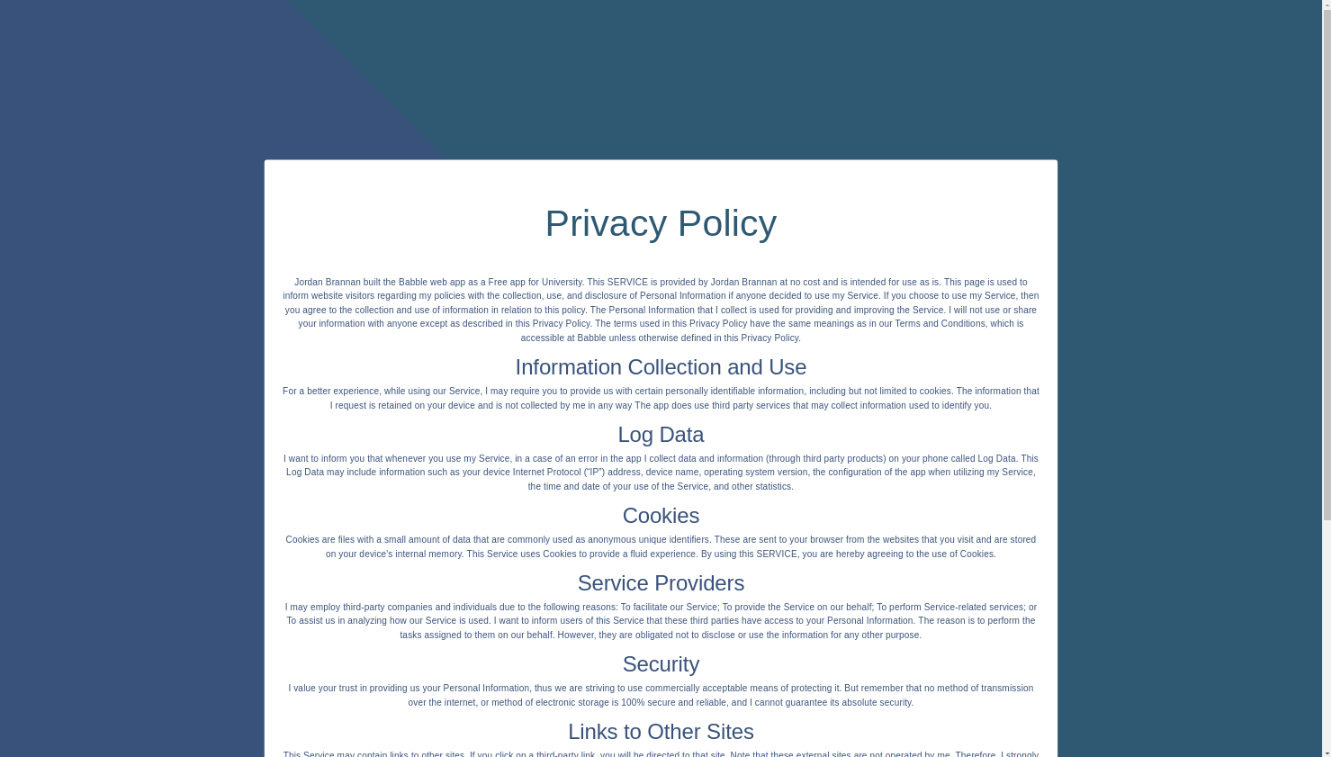 Privacy Policy
Jordan Brannan built the Babble web app as a Free app for University. This SERVICE is provided by Jordan Brannan at no cost and is intended for use as is. This page is used to
inform website visitors regarding my policies with the collection, use, and disclosure of Personal Information if anyone decided to use my Service. If you choose to use my Service, then
you agree to the collection and use of information in relation to this policy. The Personal Information that I collect is used for providing and improving the Service. I will not use or share
your information with anyone except as described in this Privacy Policy. The terms used in this Privacy Policy have the same meanings as in our Terms and Conditions, which is
accessible at Babble unless otherwise defined in this Privacy Policy.
Information Collection and Use
For a better experience, while using our Service, I may require you to provide us with certain personally identifiable information, including but not limited to cookies. The information that
I request is retained on your device and is not collected by me in any way The app does use third party services that may collect information used to identify you.
Log Data
I want to inform you that whenever you use my Service, in a case of an error in the app I collect data and information (through third party products) on your phone called Log Data. This
Log Data may include information such as your device Internet Protocol (“IP”) address, device name, operating system version, the configuration of the app when utilizing my Service,
the time and date of your use of the Service, and other statistics.
Cookies
Cookies are files with a small amount of data that are commonly used as anonymous unique identifiers. These are sent to your browser from the websites that you visit and are stored
on your device's internal memory. This Service uses Cookies to provide a fluid experience. By using this SERVICE, you are hereby agreeing to the use of Cookies.
Service Providers
I may employ third-party companies and individuals due to the following reasons: To facilitate our Service; To provide the Service on our behalf; To perform Service-related services; or
To assist us in analyzing how our Service is used. I want to inform users of this Service that these third parties have access to your Personal Information. The reason is to perform the
tasks assigned to them on our behalf. However, they are obligated not to disclose or use the information for any other purpose.
Security
I value your trust in providing us your Personal Information, thus we are striving to use commercially acceptable means of protecting it. But remember that no method of transmission
over the internet, or method of electronic storage is 100% secure and reliable, and I cannot guarantee its absolute security.
Links to Other Sites
This Service may contain links to other sites. If you click on a third-party link, you will be directed to that site. Note that these external sites are not operated by me. Therefore, I strongly